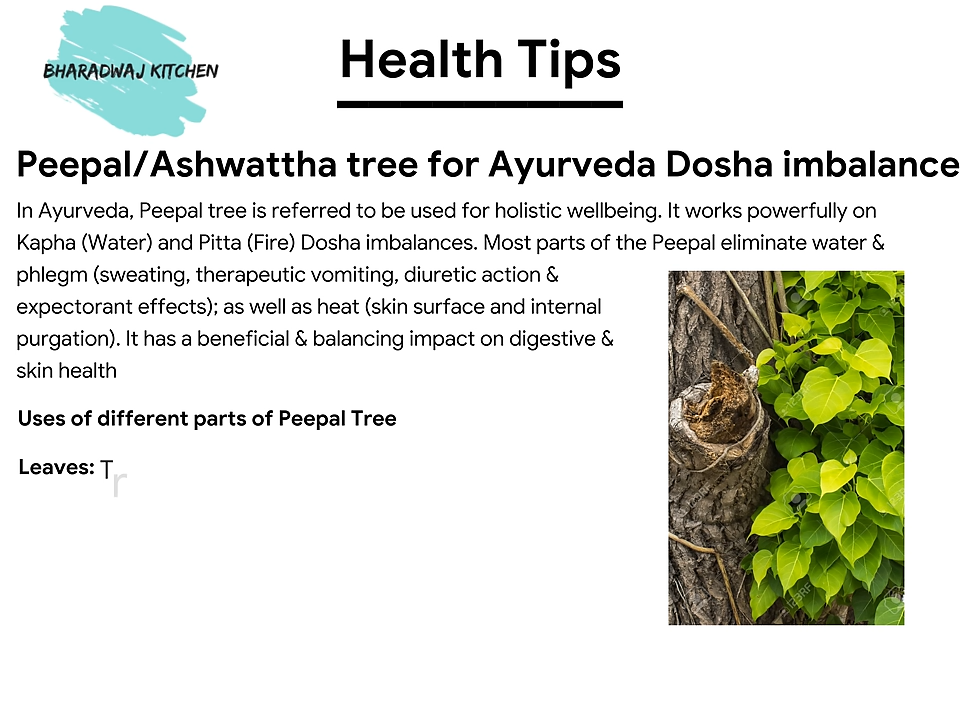 BHARADWAJ KITCHEN
Health Tips
Peepal/Ashwattha tree for Ayurveda Dosha imbalance
In Ayurveda, Peepal tree is referred to be used for holistic wellbeing. It works powerfully on
Kapha (Water) and Pitta (Fire) Dosha imbalances. Most parts of the Peepal eliminate water &
phlegm (sweating, therapeutic vomiting, diuretic action &
expectorant effects); as well as heat (skin surface and internal
purgation). It has a beneficial & balancing impact on digestive &
skin health
Uses of different parts of Peepal Tree
Leaves: Tr